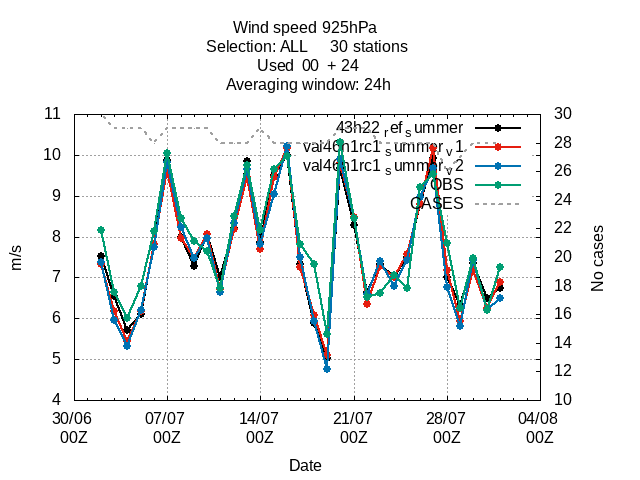 Wind speed 925hPa
Selection: ALL 30 stations
Used 00 + 24
Averaging window: 24h
11 30
43h22_ref_summer
val46h1rc1_summer_v1
val46h1rc1_summer_v2
OBS
CASES
10 28
9 26
24
8 22
7 20
6 18
16
5 14
12
4 10
m/s
No cases
30/06 07/07 14/07 21/07 28/07 04/08
00Z 00Z 00Z 00Z 00Z 00Z
Date